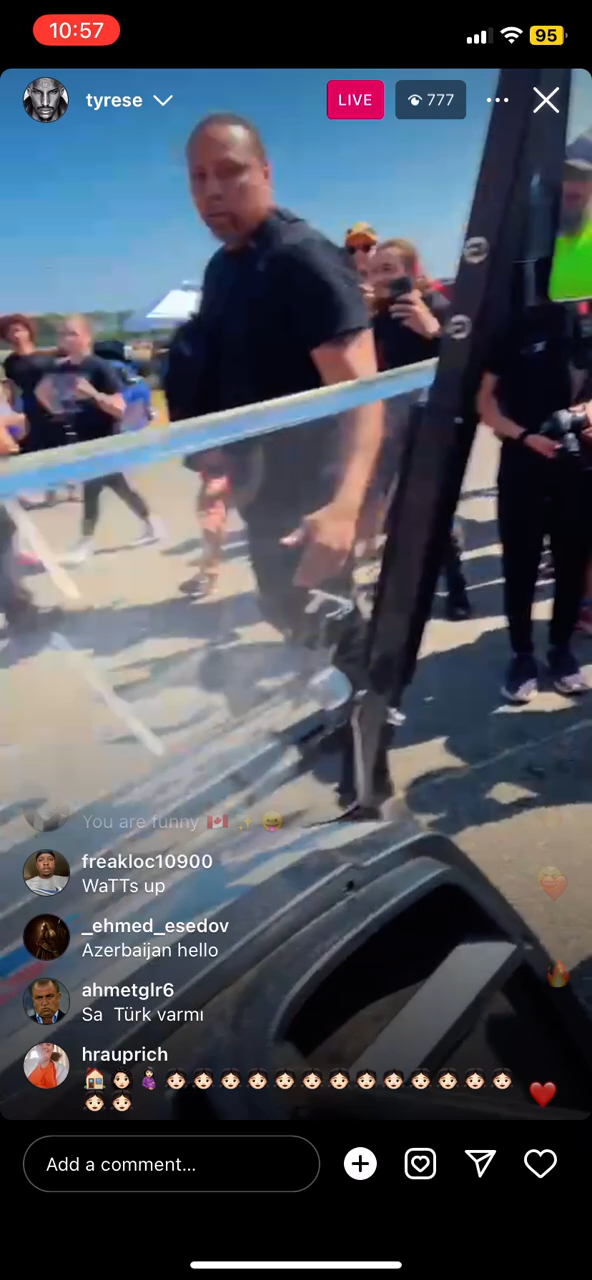 10:57
95
tyrese
LIVE
777
You are funny 🇨🇦 ✨ 😜
freakloc10900
WaTTs up
_ehmed_esedov
Azerbaijan hello
ahmetglr6
Sa Türk varmı
hrauprich
🏠 👩🏻 🤰🏻 👧🏻 👧🏻 👧🏻 👧🏻 👧🏻 👧🏻 👧🏻 👧🏻 👧🏻 👧🏻 👧🏻 👧🏻 👧🏻
👧🏻 👧🏻
Add a comment...